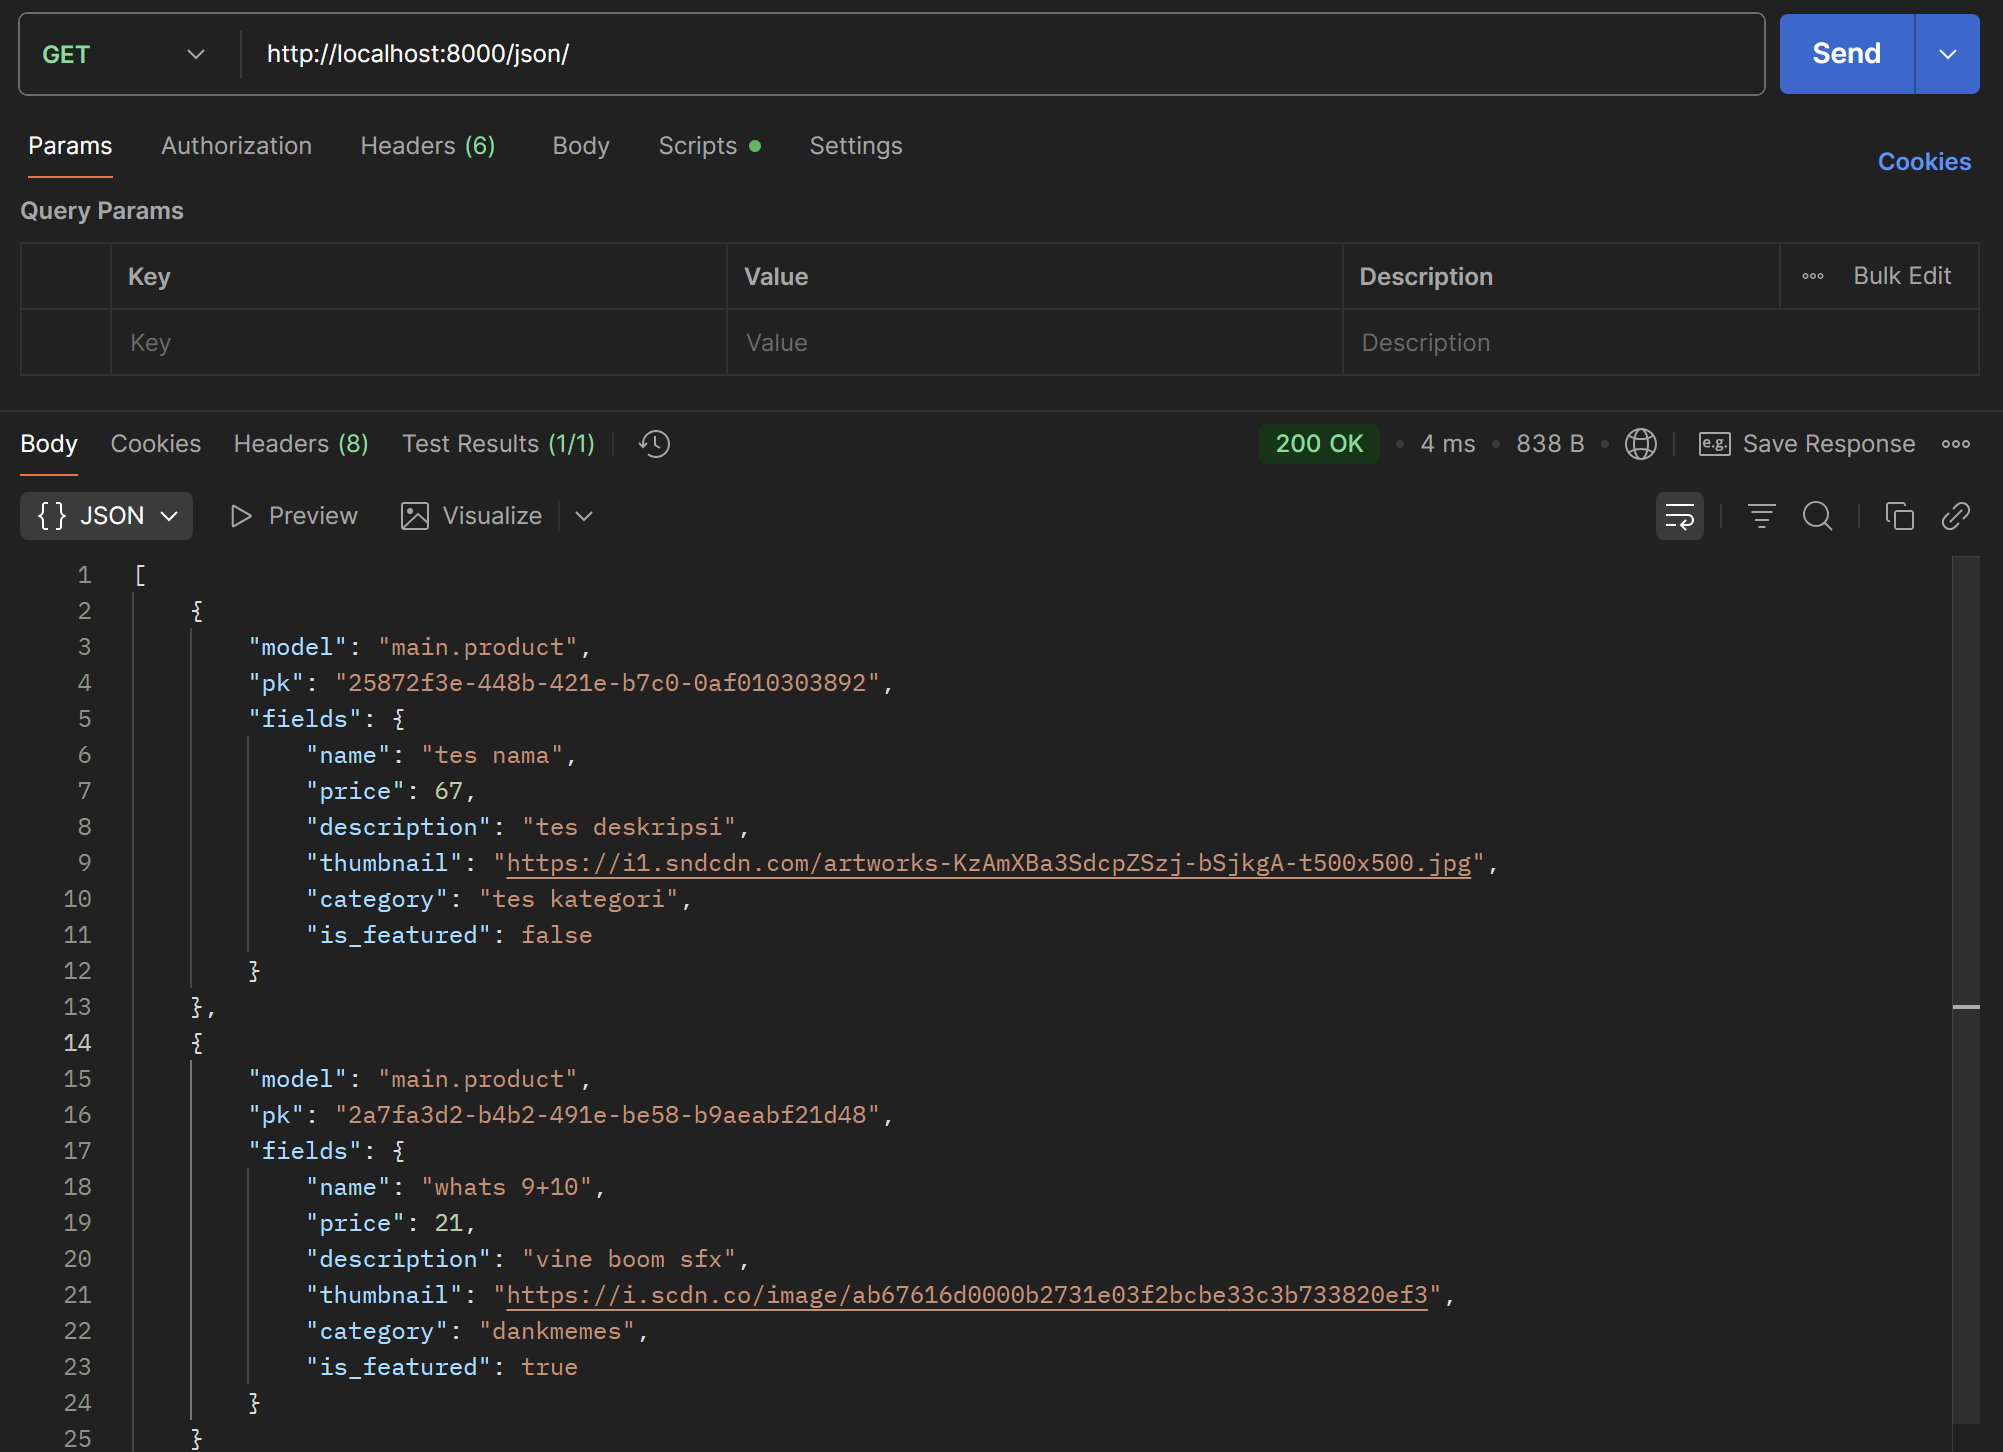 GET http://localhost:8000/json/ Send
Params Authorization Headers (6) Body Scripts Settings Cookies
Query Params
Key Value Description Bulk Edit
Key Value Description
Body Cookies Headers (8) Test Results (1/1) 200 OK 4 ms 838 B e.g. Save Response
{} JSON Preview Visualize
1 [
2 {
3 "model": "main.product",
4 "pk": "25872f3e-448b-421e-b7c0-0af010303892",
5 "fields": {
6 "name": "tes nama",
7 "price": 67,
8 "description": "tes deskripsi",
9 "thumbnail": "https://i1.sndcdn.com/artworks-KzAmXBa3SdcpZSzj-bSjkgA-t500x500.jpg",
10 "category": "tes kategori",
11 "is_featured": false
12 }
13 },
14 {
15 "model": "main.product",
16 "pk": "2a7fa3d2-b4b2-491e-be58-b9aeabf21d48",
17 "fields": {
18 "name": "whats 9+10",
19 "price": 21,
20 "description": "vine boom sfx",
21 "thumbnail": "https://i.scdn.co/image/ab67616d0000b2731e03f2bcbe33c3b733820ef3",
22 "category": "dankmemes",
23 "is_featured": true
24 }
25 }